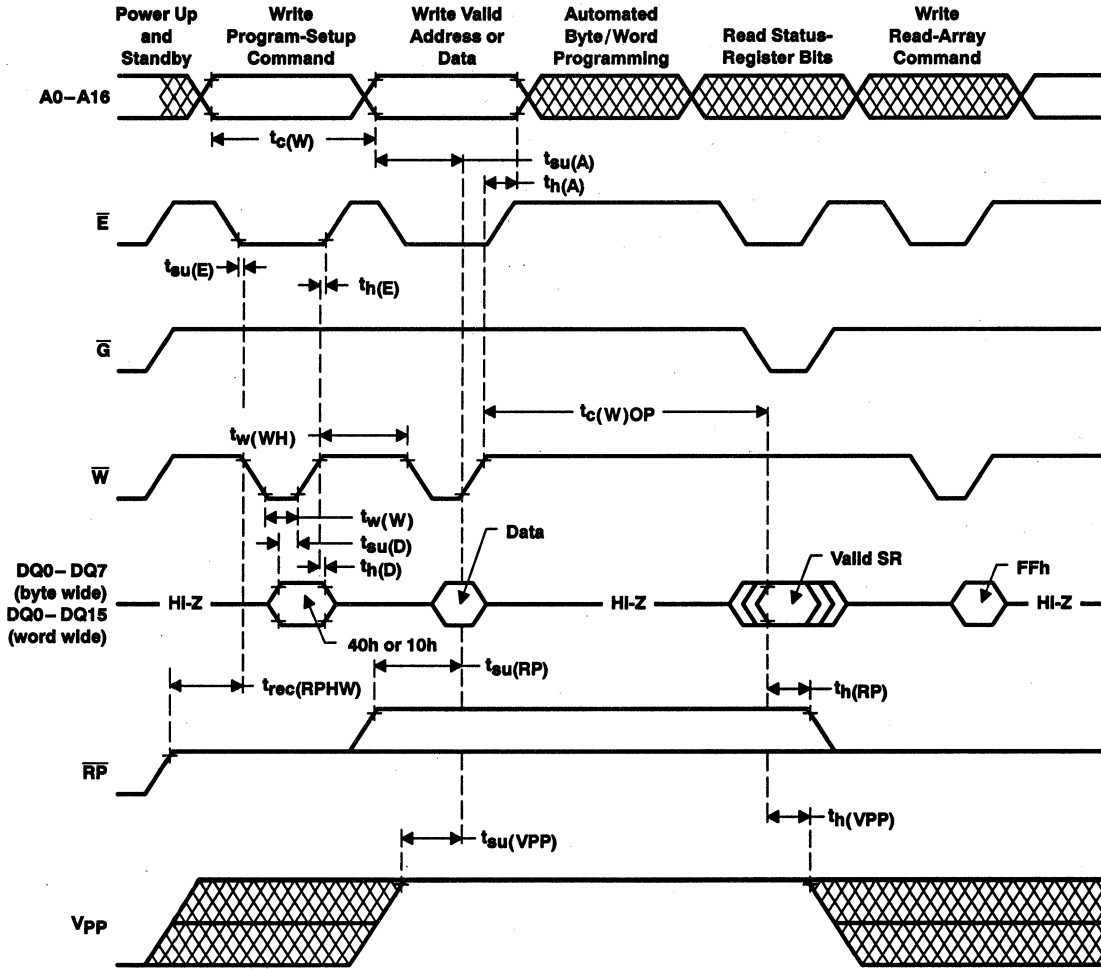 Power Up
and
Standby
Write
Program-Setup
Command
Write Valid
Address or
Data
Automated
Byte/Word
Programming
Read Status-
Register Bits
Write
Read-Array
Command
A0–A16
tc(W)
tsu(A)
th(A)
E
tsu(E)
th(E)
G
tc(W)OP
tw(WH)
W
tw(W)
tsu(D)
th(D)
Data
Valid SR
FFh
DQ0–DQ7
(byte wide)
DQ0–DQ15
(word wide)
HI-Z
HI-Z
HI-Z
40h or 10h
tsu(RP)
trec(RPHW)
th(RP)
RP
tsu(VPP)
th(VPP)
VPP